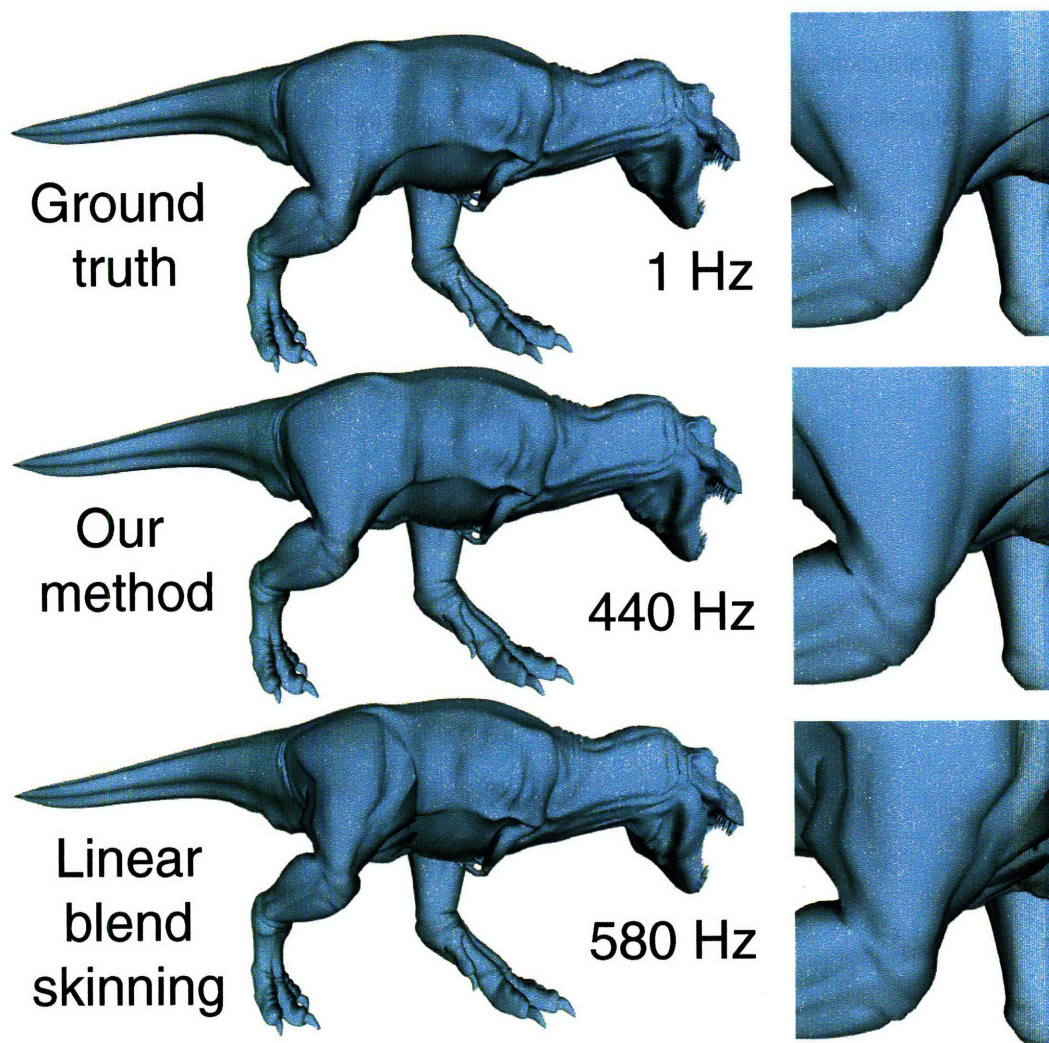 Ground
truth
1 Hz
Our
method
440 Hz
Linear
blend
skinning
580 Hz